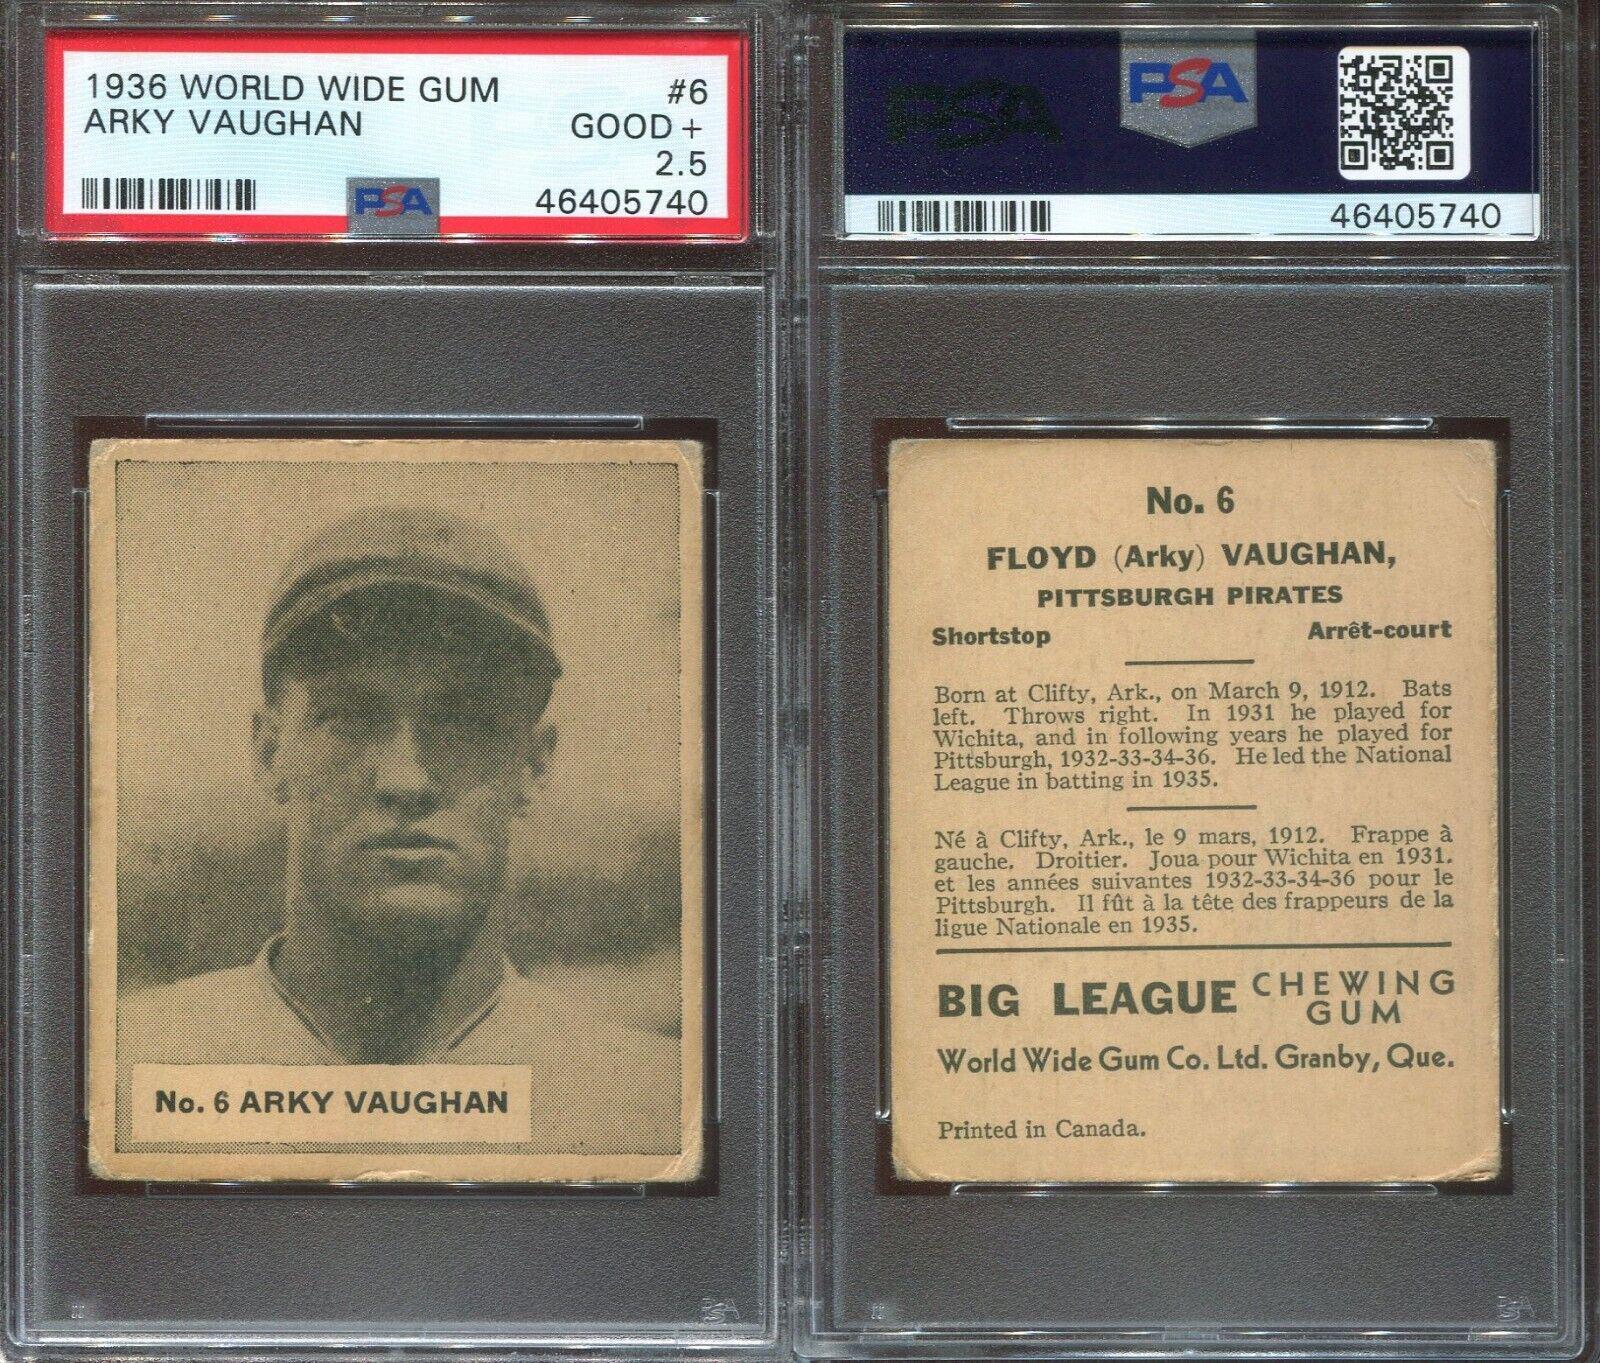 1936 WORLD WIDE GUM #6
ARKY VAUGHAN GOOD +
2.5
PSA 46405740
No. 6 ARKY VAUGHAN
PSA
PSA PSA
46405740
No. 6
FLOYD (Arky) VAUGHAN,
PITTSBURGH PIRATES
Shortstop Arrêt-court
Born at Clifty, Ark., on March 9, 1912. Bats
left. Throws right. In 1931 he played for
Wichita, and in following years he played for
Pittsburgh, 1932-33-34-36. He led the National
League in batting in 1935.
Né à Clifty, Ark., le 9 mars, 1912. Frappe à
gauche. Droitier. Joua pour Wichita en 1931.
et les années suivantes 1932-33-34-36 pour le
Pittsburgh. Il fût à la tête des frappeurs de la
ligue Nationale en 1935.
BIG LEAGUE CHEWING
GUM
World Wide Gum Co. Ltd. Granby, Que.
Printed in Canada.
PSA